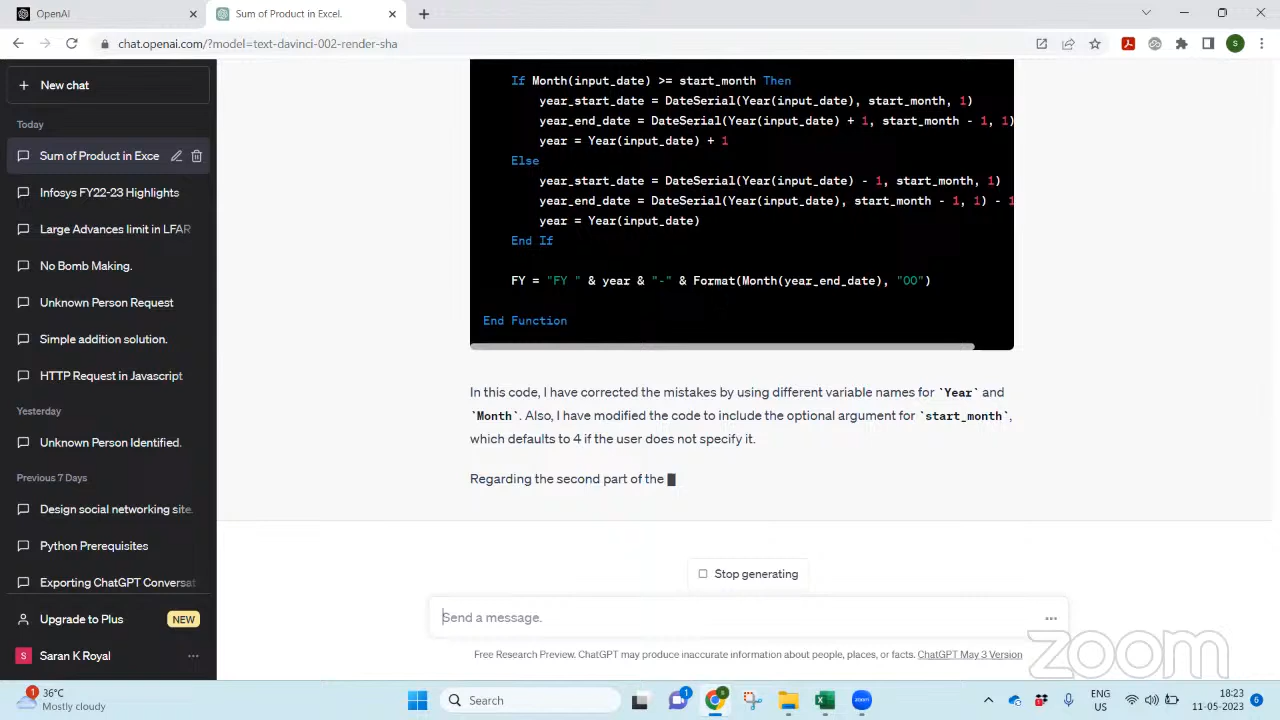 OpenAI
Sum of Product in Excel.
chat.openai.com/?model=text-davinci-002-render-sha
S
New chat
Today
Sum of Product in Exce
Infosys FY22-23 Highlights
Large Advances limit in LFAR
No Bomb Making.
Unknown Person Request
Simple addition solution.
HTTP Request in Javascript
Yesterday
Unknown Person Identified.
Previous 7 Days
Design social networking site.
Python Prerequisites
Exporting ChatGPT Conversat
Upgrade to Plus NEW
S Saran K Royal
If Month(input_date) >= start_month Then
year_start_date = DateSerial(Year(input_date), start_month, 1)
year_end_date = DateSerial(Year(input_date) + 1, start_month - 1, 1)
year = Year(input_date) + 1
Else
year_start_date = DateSerial(Year(input_date) - 1, start_month, 1)
year_end_date = DateSerial(Year(input_date), start_month - 1, 1) - 1
year = Year(input_date)
End If
FY = "FY " & year & "-" & Format(Month(year_end_date), "00")
End Function
In this code, I have corrected the mistakes by using different variable names for `Year` and
`Month`. Also, I have modified the code to include the optional argument for `start_month`,
which defaults to 4 if the user does not specify it.
Regarding the second part of the
Stop generating
Send a message.
Free Research Preview. ChatGPT may produce inaccurate information about people, places, or facts. ChatGPT May 3 Version
zoom
1
36°C
Mostly cloudy
Search
1
zoom
ENG
US
18:23
11-05-2023
6